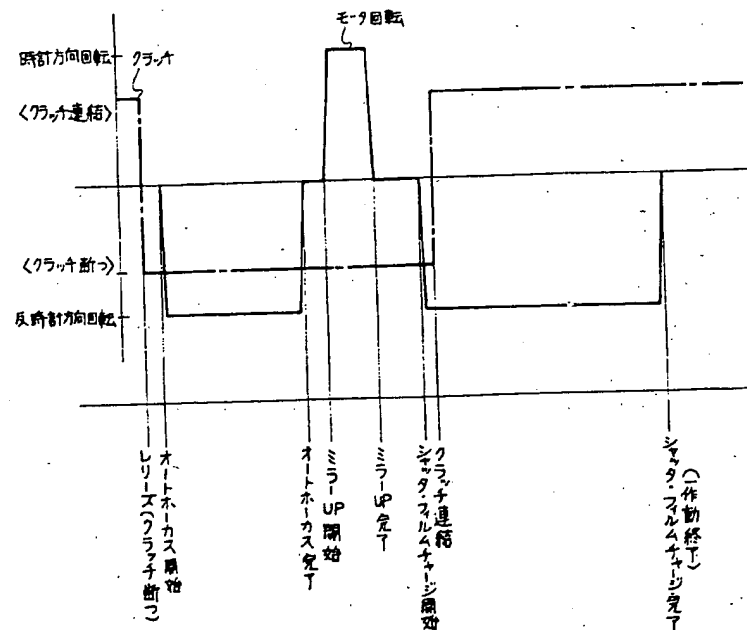 モータ回転
時計方向回転
クラッチ
〈クラッチ連結〉
〈クラッチ断つ〉
反時計方向回転
レリーズ(クラッチ断つ)
オートホーカス開始
オートホーカス完了
ミラーUP開始
ミラーUP完了
シャッタ・フィルムチャージ開始
クラッチ連結
シャッタ・フィルムチャージ完了
(一作動終了)